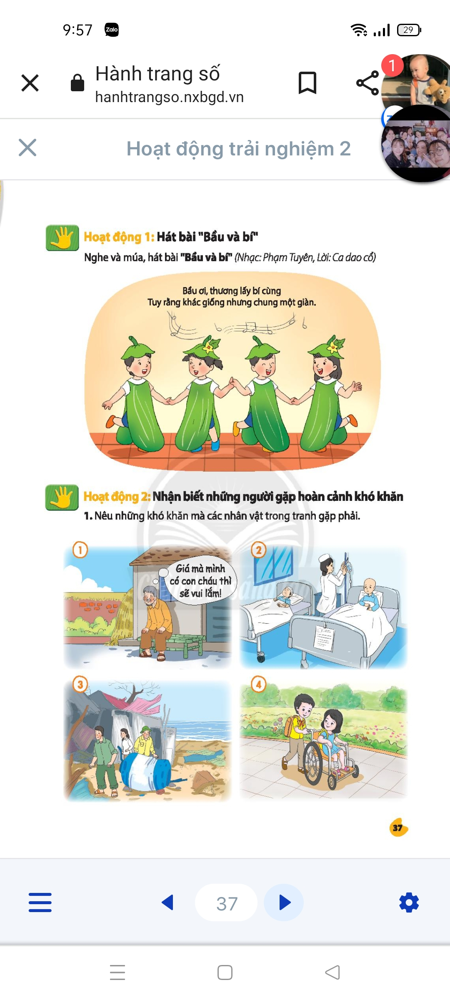 9:57
Zalo
29
Hành trang số
hanhtrangso.nxbgd.vn
1
Hoạt động trải nghiệm 2
Hoạt động 1: Hát bài "Bầu và bí"
Nghe và múa, hát bài "Bầu và bí" (Nhạc: Phạm Tuyên, Lời: Ca dao cổ)
Bầu ơi, thương lấy bí cùng
Tuy rằng khác giống nhưng chung một giàn.
Hoạt động 2: Nhận biết những người gặp hoàn cảnh khó khăn
1. Nêu những khó khăn mà các nhân vật trong tranh gặp phải.
1
Giá mà mình
có con cháu thì
sẽ vui lắm!
2
3
4
37
37